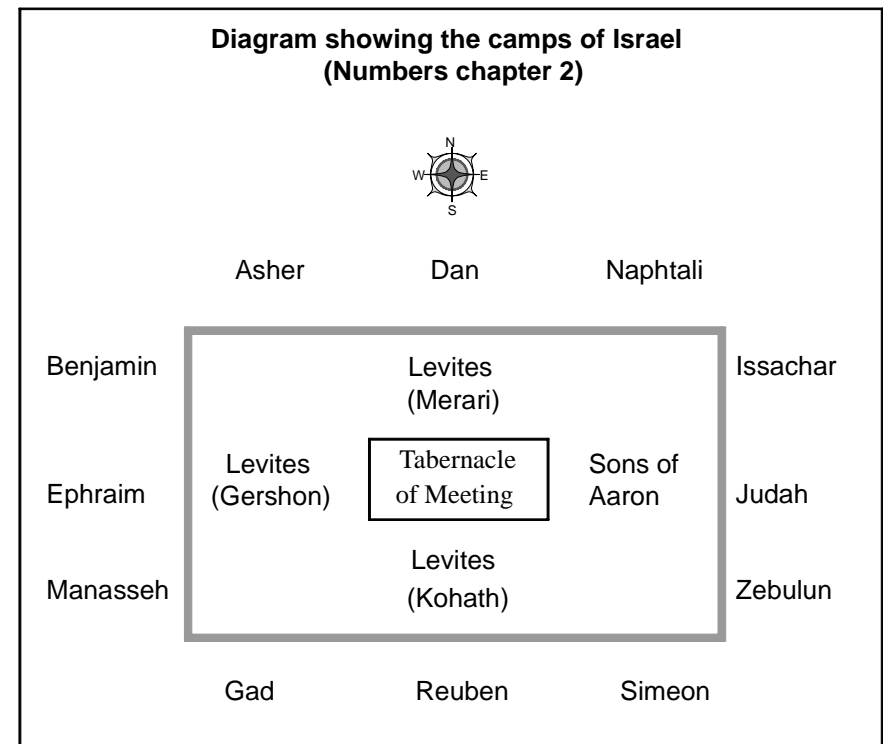 Diagram showing the camps of Israel
(Numbers chapter 2)
N
W E
S
Asher Dan Naphtali
Benjamin
Levites
(Merari)
Issachar
Ephraim
Levites
(Gershon)
Tabernacle
of Meeting
Sons of
Aaron
Judah
Manasseh
Levites
(Kohath)
Zebulun
Gad Reuben Simeon